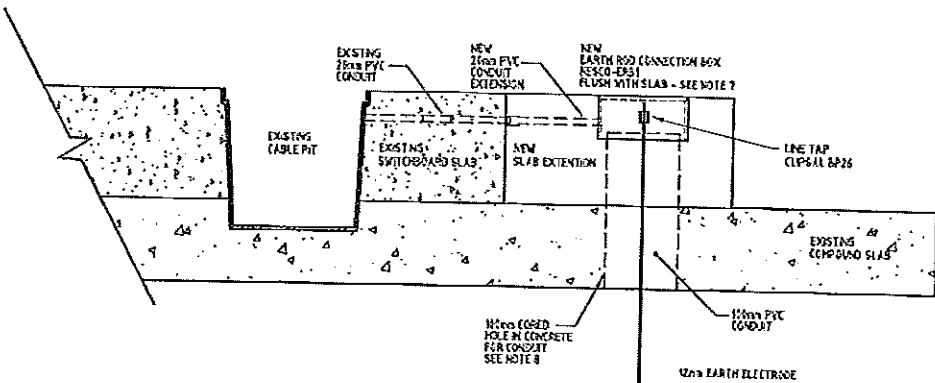 EXISTING
PVC
CONDUIT
NEW
PVC
CONDUIT
EXTENSION
NEW
EARTH ROD CONNECTION BOX
FLUSH WITH SLAB - SEE NOTE 7
EXISTING
CABLE PIT
EXISTING
SWITCHBOARD SLAB
NEW
SLAB EXTENTION
LINE TAP
CLIPSAL BP26
EXISTING
COMPOUND SLAB
CORED
HOLE IN CONCRETE
FOR CONDUIT
SEE NOTE 8
100mm PVC
CONDUIT
EARTH ELECTRODE